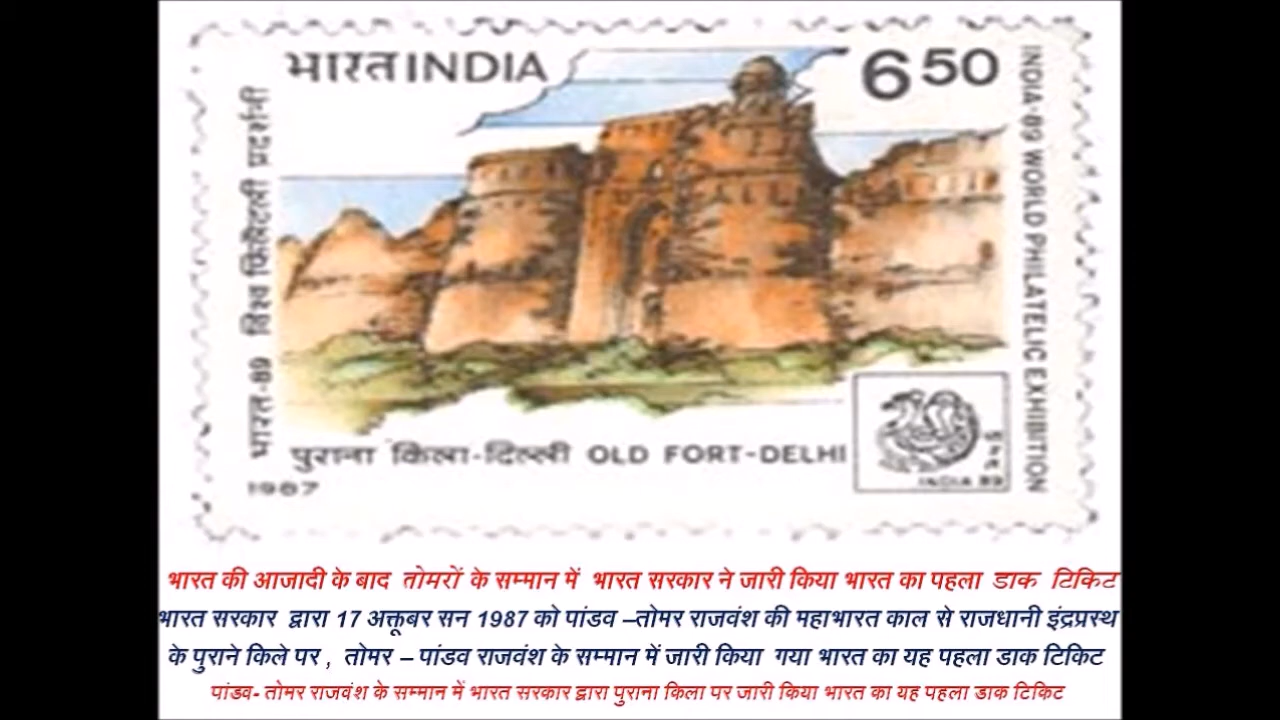 भारत INDIA
6 50
भारत-89 विश्व फिलेटली प्रदर्शनी
INDIA-89 WORLD PHILATELIC EXHIBITION
पुराना किला-दिल्ली OLD FORT-DELHI
1987
INDIA 89
भारत की आजादी के बाद तोमरों के सम्मान में भारत सरकार ने जारी किया भारत का पहला डाक टिकिट
भारत सरकार द्वारा 17 अक्तूबर सन 1987 को पांडव –तोमर राजवंश की महाभारत काल से राजधानी इंद्रप्रस्थ
के पुराने किले पर , तोमर – पांडव राजवंश के सम्मान में जारी किया गया भारत का यह पहला डाक टिकिट
पांडव- तोमर राजवंश के सम्मान में भारत सरकार द्वारा पुराना किला पर जारी किया भारत का यह पहला डाक टिकिट